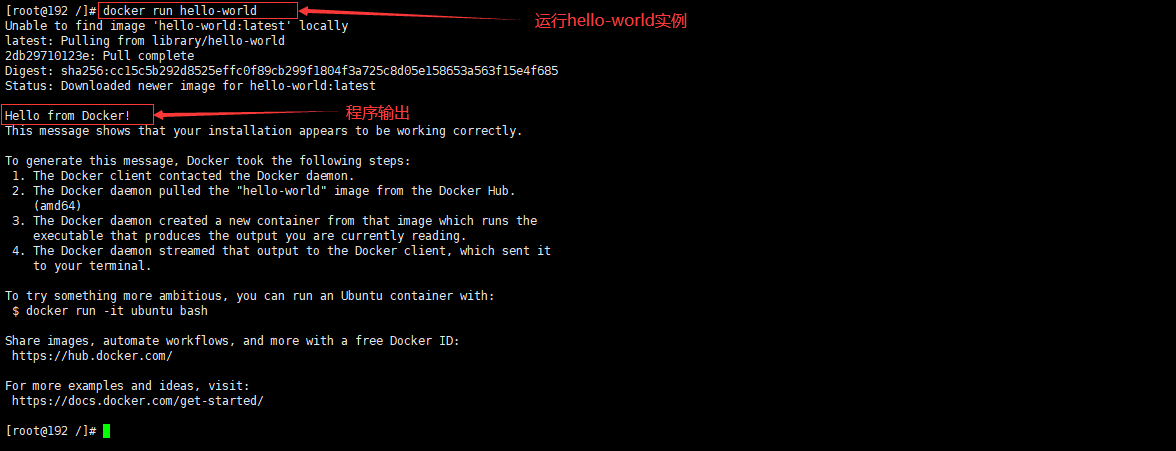 [root@192 /]# docker run hello-world
运行hello-world实例
Unable to find image 'hello-world:latest' locally
latest: Pulling from library/hello-world
2db29710123e: Pull complete
Digest: sha256:cc15c5b292d8525effc0f89cb299f1804f3a725c8d05e158653a563f15e4f685
Status: Downloaded newer image for hello-world:latest
Hello from Docker!
程序输出
This message shows that your installation appears to be working correctly.
To generate this message, Docker took the following steps:
1. The Docker client contacted the Docker daemon.
2. The Docker daemon pulled the "hello-world" image from the Docker Hub.
(amd64)
3. The Docker daemon created a new container from that image which runs the
executable that produces the output you are currently reading.
4. The Docker daemon streamed that output to the Docker client, which sent it
to your terminal.
To try something more ambitious, you can run an Ubuntu container with:
$ docker run -it ubuntu bash
Share images, automate workflows, and more with a free Docker ID:
https://hub.docker.com/
For more examples and ideas, visit:
https://docs.docker.com/get-started/
[root@192 /]#